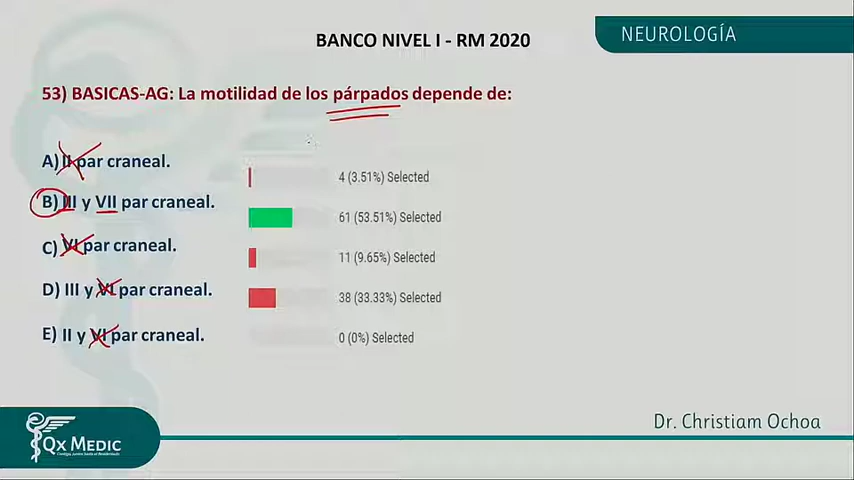 BANCO NIVEL I - RM 2020
NEUROLOGÍA
53) BASICAS-AG: La motilidad de los párpados depende de:
A) II par craneal.
4 (3.51%) Selected
B) III y VII par craneal.
61 (53.51%) Selected
C) VI par craneal.
11 (9.65%) Selected
D) III y VI par craneal.
38 (33.33%) Selected
E) II y VI par craneal.
0 (0%) Selected
Dr. Christiam Ochoa
QX MEDIC